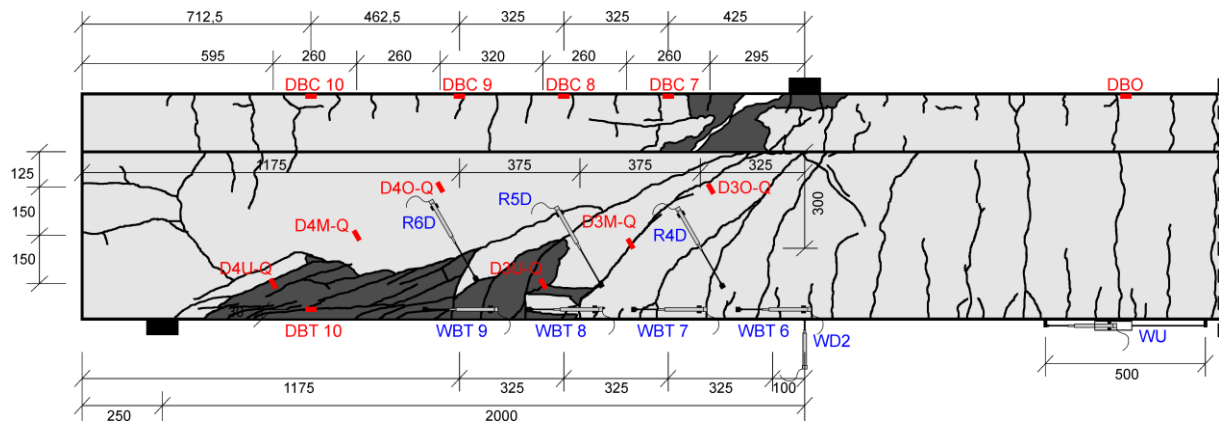 712,5 462,5 325 325 425
595 260 260 320 260 295
DBC 10 DBC 9 DBC 8 DBC 7 DBO
1175 375 375 325
125
150
150
D4O-Q D3O-Q
R6D R5D R4D
300
D4M-Q D3M-Q
D4U-Q D3U-Q
30
DBT 10 WBT 9 WBT 8 WBT 7 WBT 6 WD2 WU
1175 325 325 325 100 500
250 2000